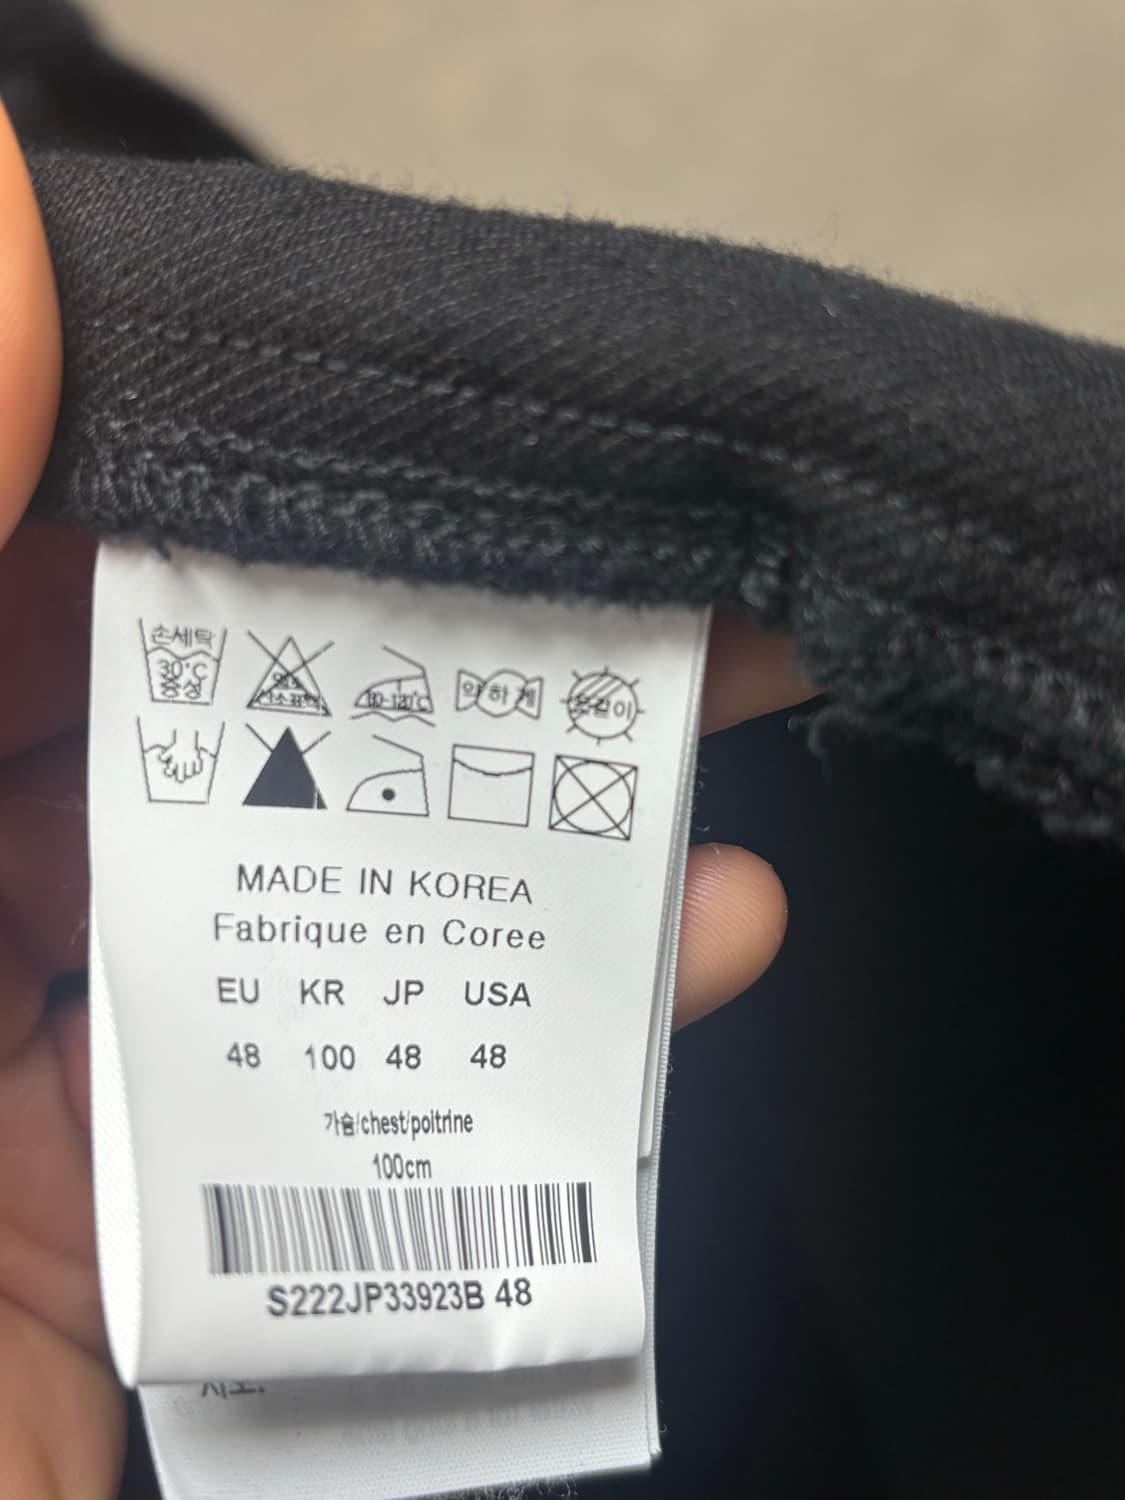 손세탁
30°C
중성
염소
산소표백
80-120°C
약하게
옷걸이
MADE IN KOREA
Fabrique en Coree
EU KR JP USA
48 100 48 48
가슴/chest/poitrine
100cm
S222JP33923B 48